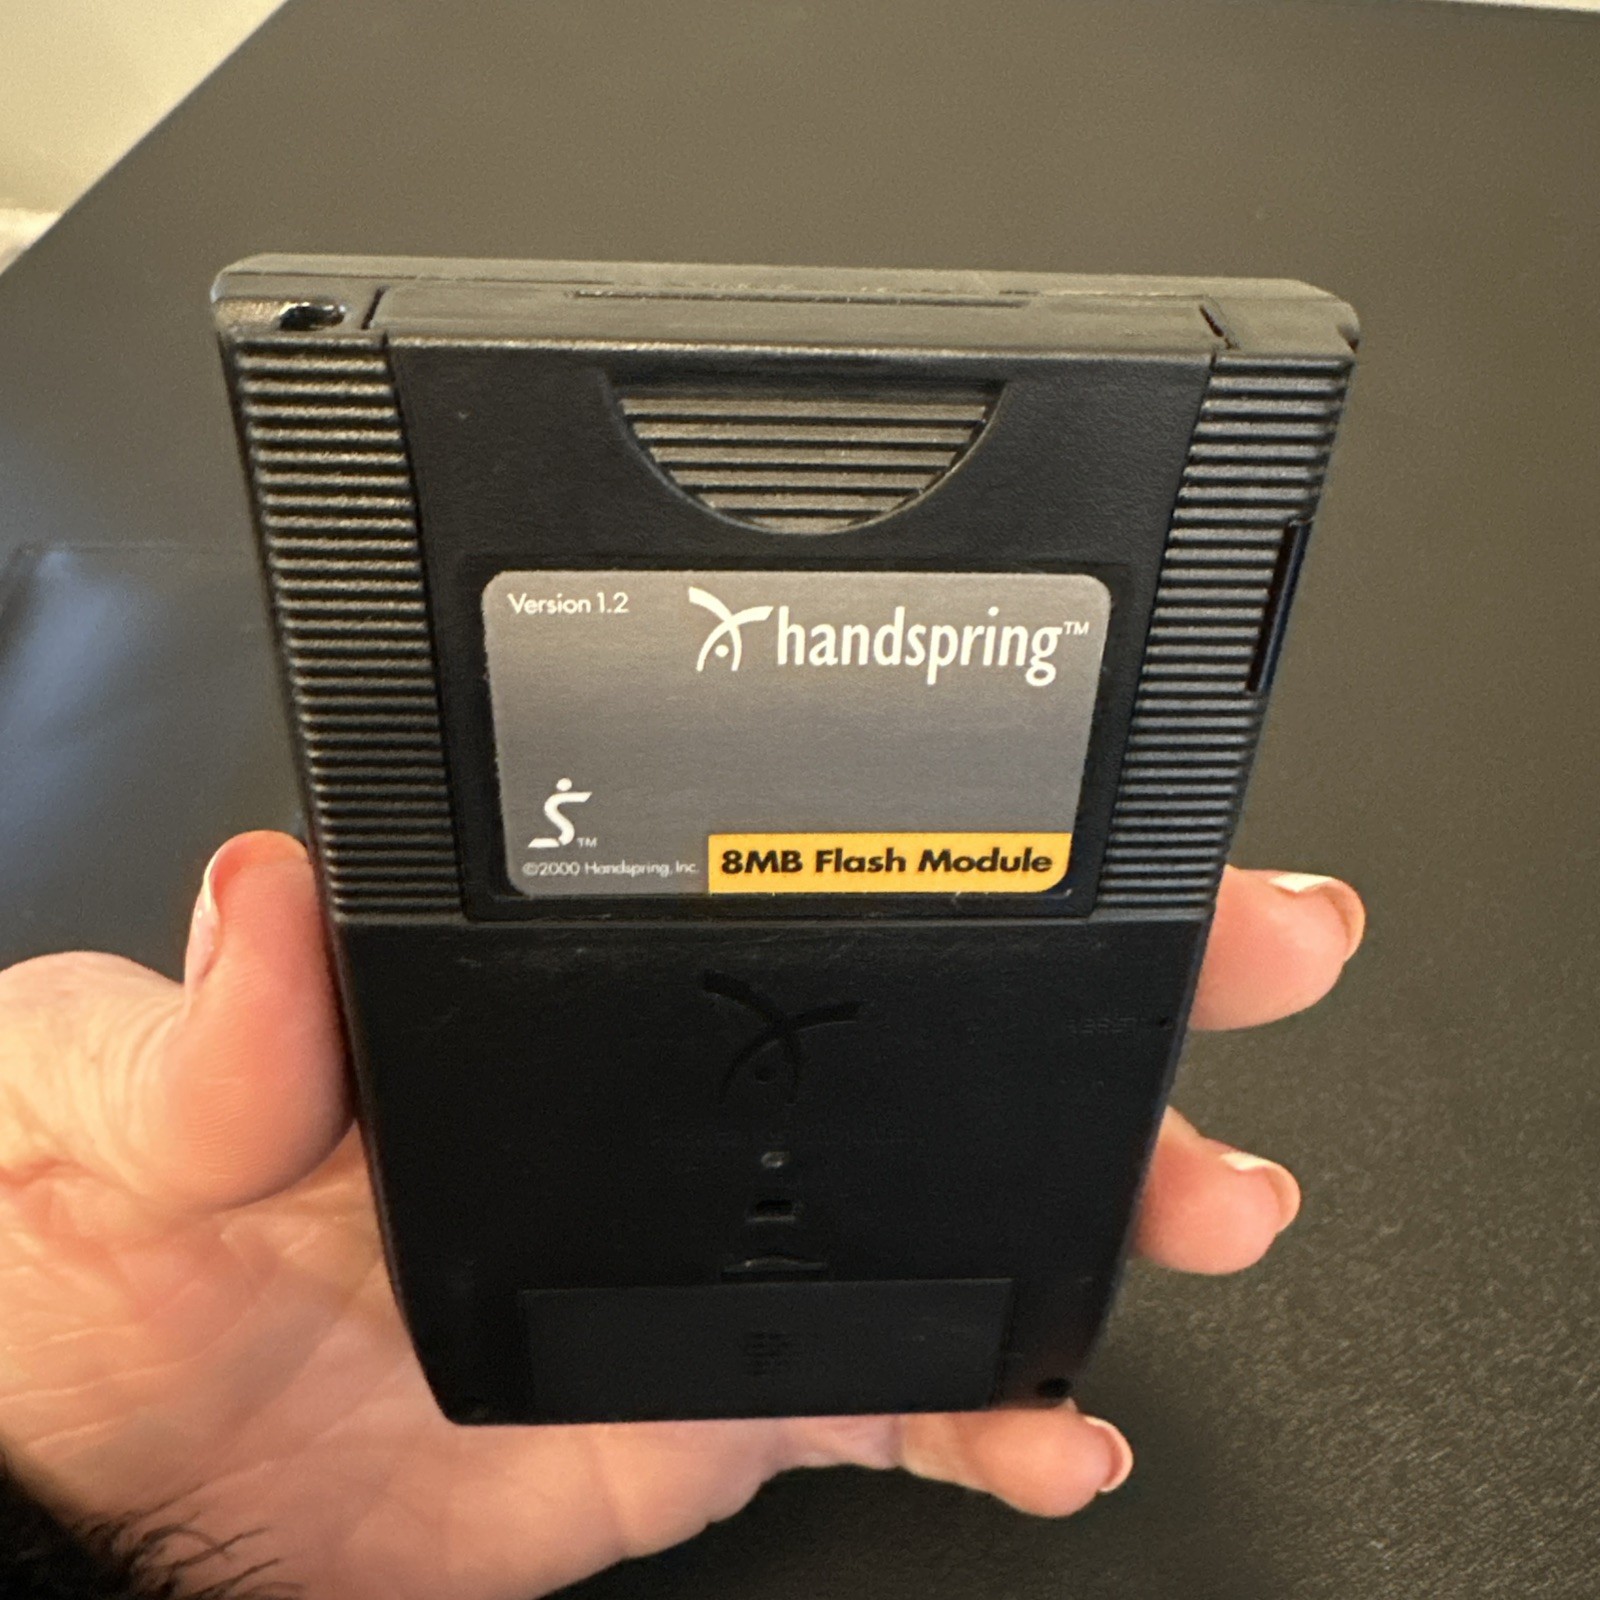 Version 1.2
handspring™
™
©2000 Handspring, Inc.
8MB Flash Module